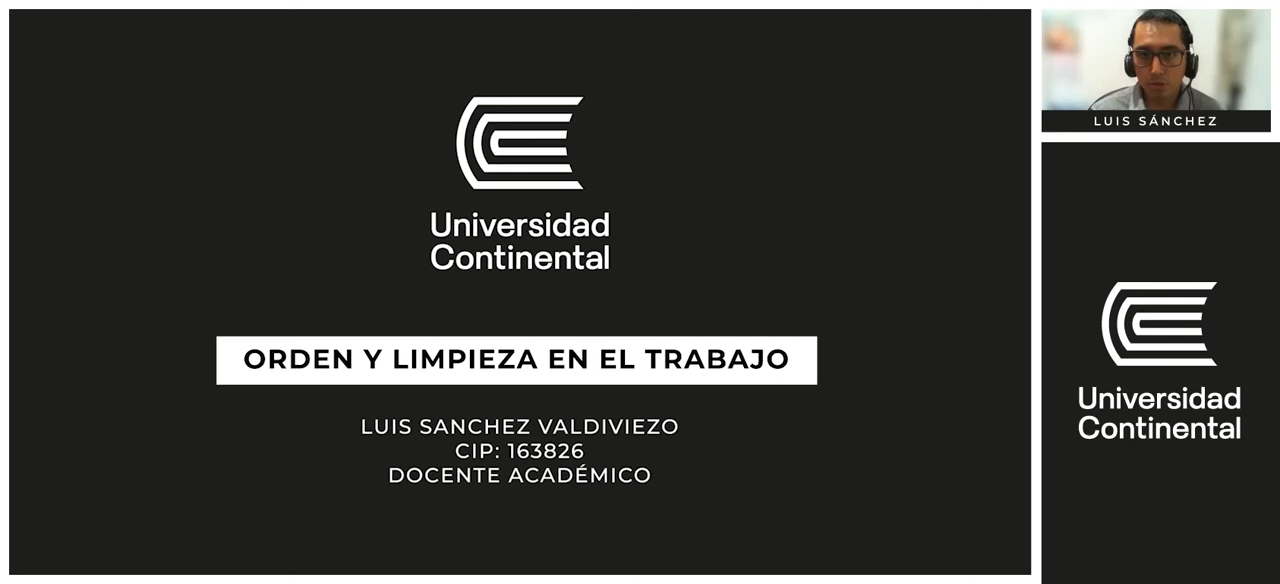 Universidad
Continental
ORDEN Y LIMPIEZA EN EL TRABAJO
LUIS SANCHEZ VALDIVIEZO
CIP: 163826
DOCENTE ACADÉMICO
LUIS SÁNCHEZ
Universidad
Continental